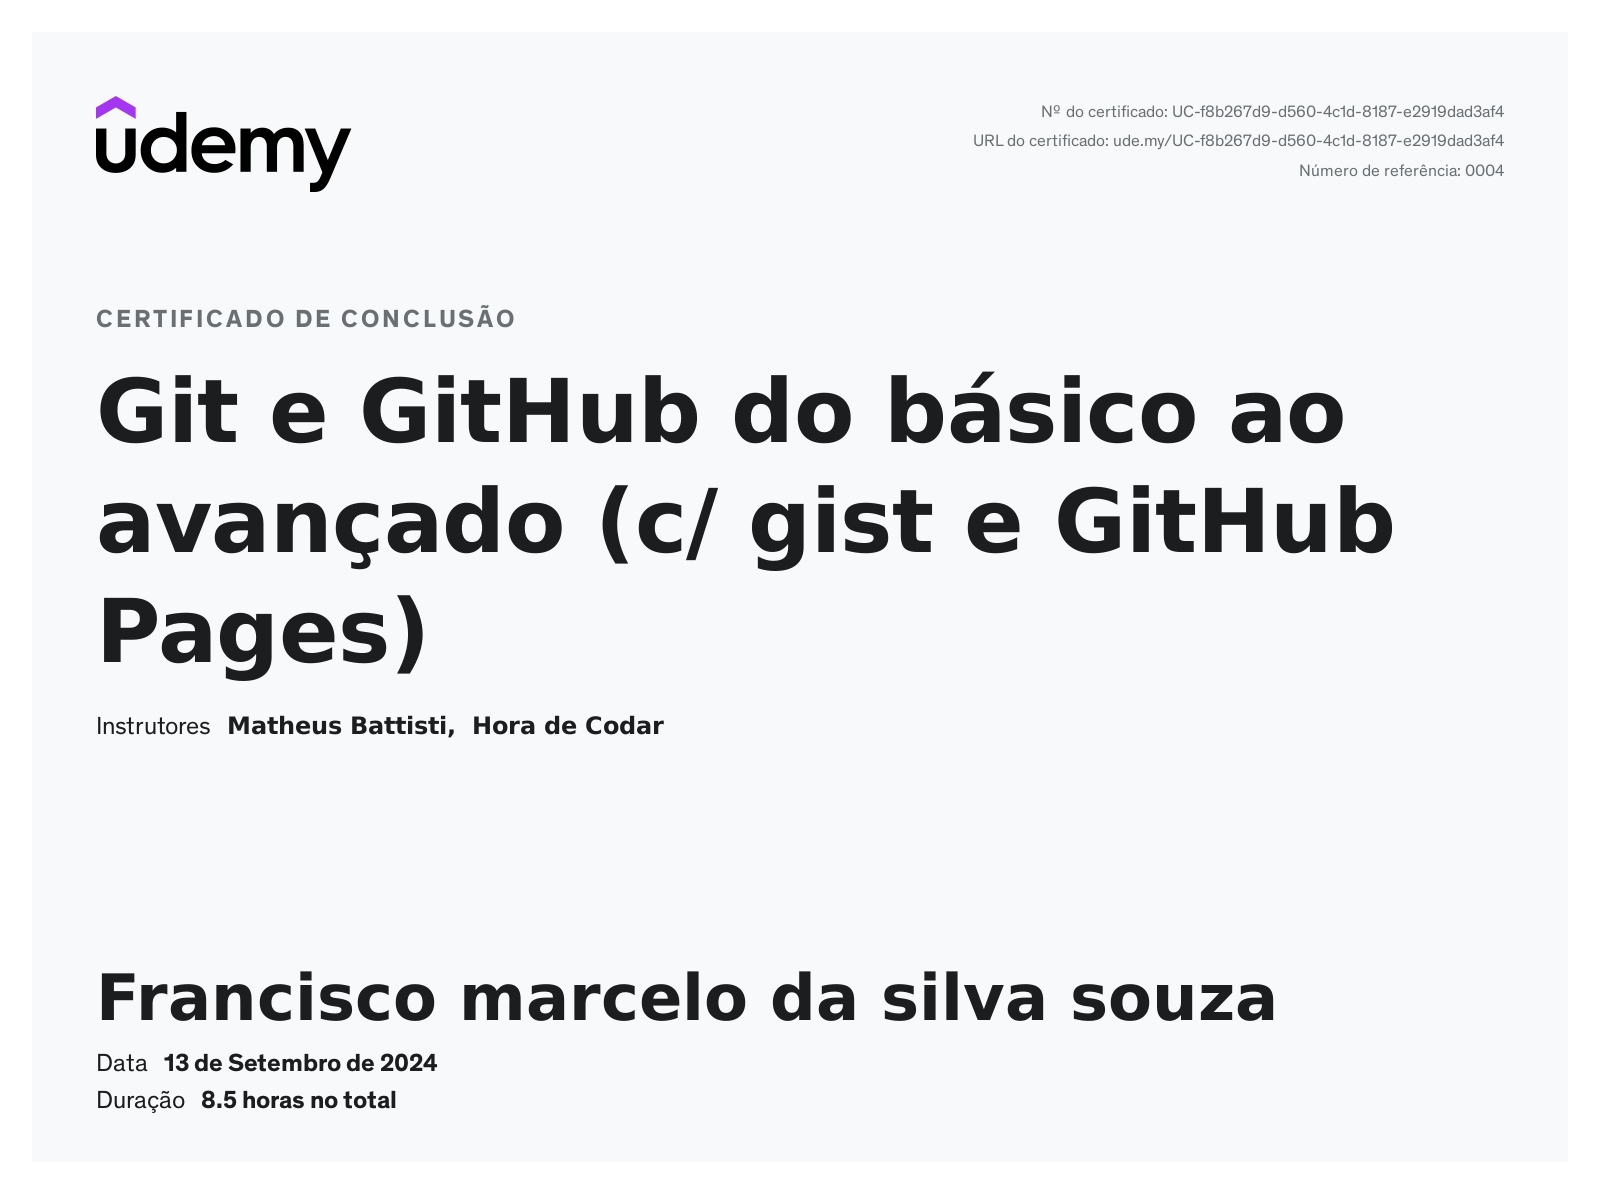 udemy
Nº do certificado: UC-f8b267d9-d560-4c1d-8187-e2919dad3af4
URL do certificado: ude.my/UC-f8b267d9-d560-4c1d-8187-e2919dad3af4
Número de referência: 0004
CERTIFICADO DE CONCLUSÃO
Git e GitHub do básico ao
avançado (c/ gist e GitHub
Pages)
Instrutores Matheus Battisti, Hora de Codar
Francisco marcelo da silva souza
Data 13 de Setembro de 2024
Duração 8.5 horas no total